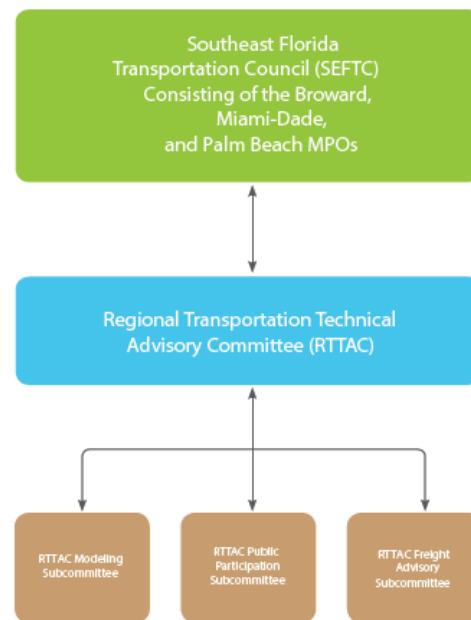 Southeast Florida
Transportation Council (SEFTC)
Consisting of the Broward,
Miami-Dade,
and Palm Beach MPOs
Regional Transportation Technical
Advisory Committee (RTTAC)
RTTAC Modeling
Subcommittee
RTTAC Public
Participation
Subcommittee
RTTAC Freight
Advisory
Subcommittee